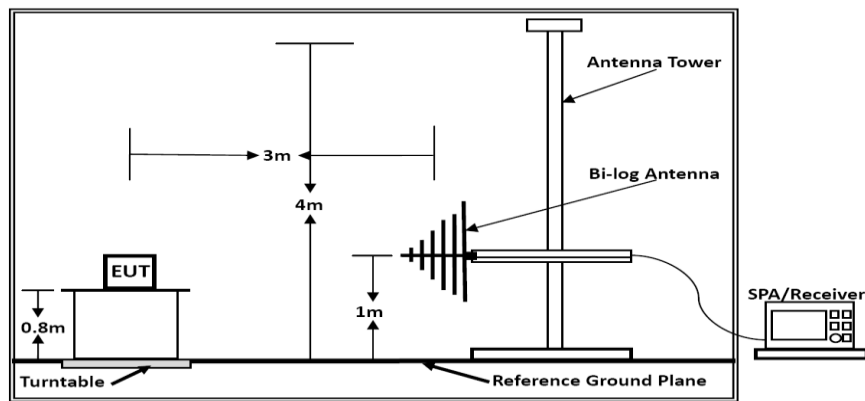 Antenna Tower
3m
Bi-log Antenna
4m
EUT
1m
0.8m
SPA/Receiver
Turntable
Reference Ground Plane